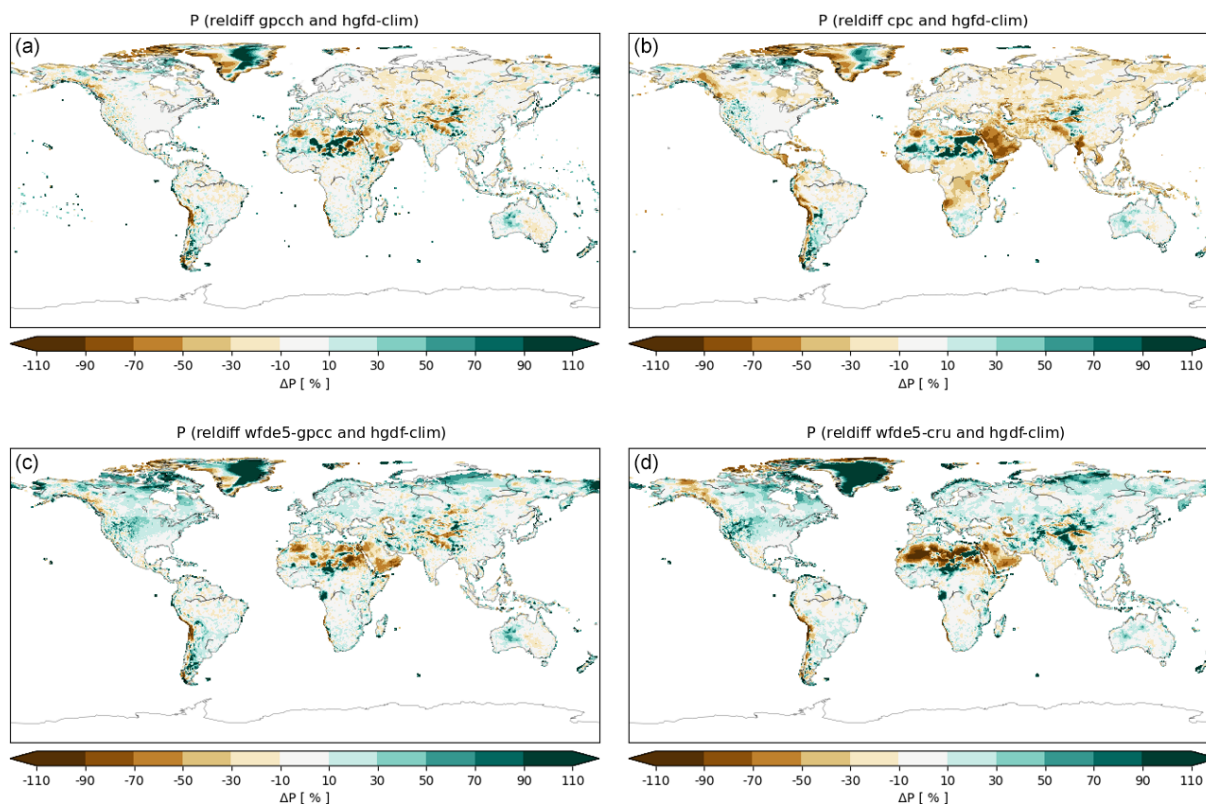 P (reldiff gpcch and hgfd-clim)
(a)
-110 -90 -70 -50 -30 -10 10 30 50 70 90 110
ΔP [ % ]
P (reldiff cpc and hgfd-clim)
(b)
-110 -90 -70 -50 -30 -10 10 30 50 70 90 110
ΔP [ % ]
P (reldiff wfde5-gpcc and hgdf-clim)
(c)
-110 -90 -70 -50 -30 -10 10 30 50 70 90 110
ΔP [ % ]
P (reldiff wfde5-cru and hgdf-clim)
(d)
-110 -90 -70 -50 -30 -10 10 30 50 70 90 110
ΔP [ % ]